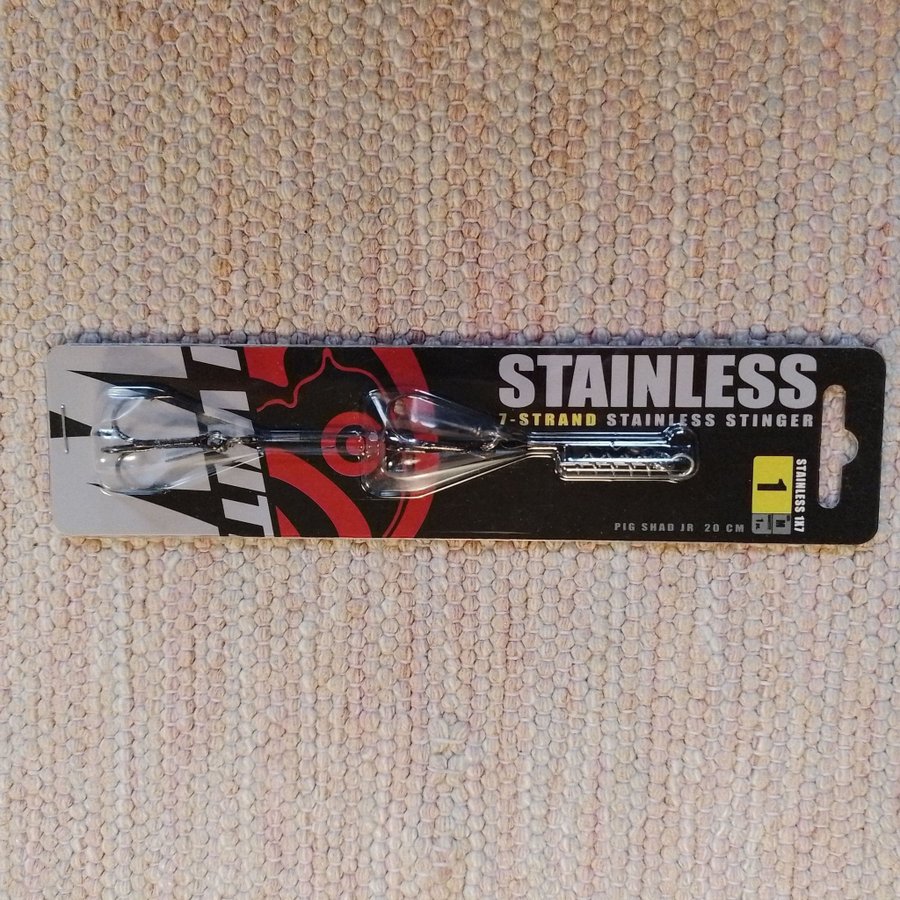 STAINLESS
7-STRAND STAINLESS STINGER
STAINLESS 1X7
1
PIG SHAD JR 20 CM